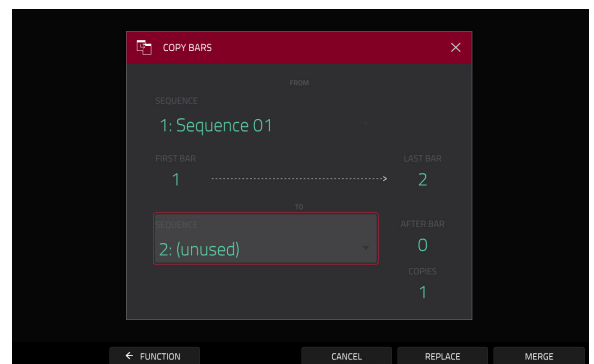 COPY BARS
FROM
SEQUENCE
1: Sequence 01
FIRST BAR
LAST BAR
1
2
TO
SEQUENCE
AFTER BAR
2: (unused)
0
COPIES
1
FUNCTION
CANCEL
REPLACE
MERGE